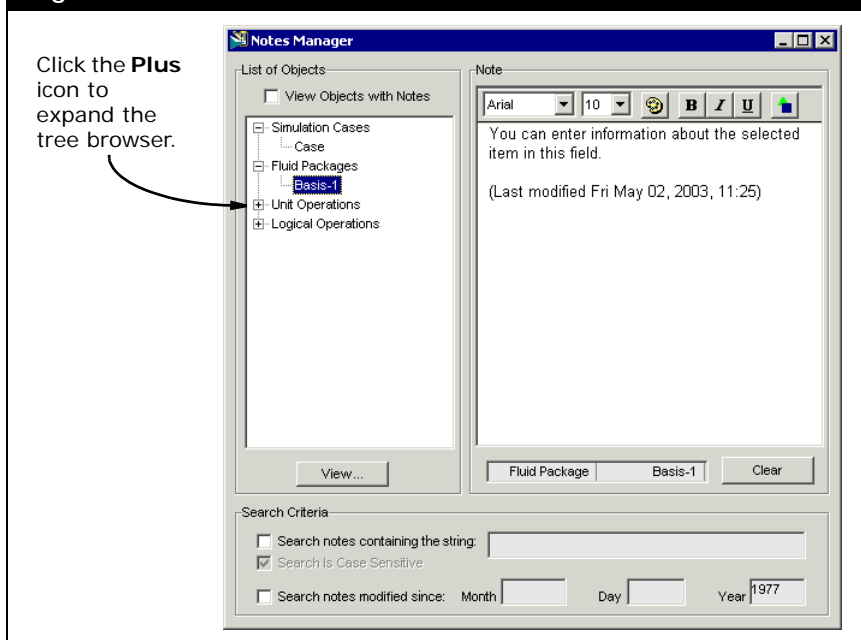 Click the Plus
icon to
expand the
tree browser.
Notes Manager
List of Objects
View Objects with Notes
Simulation Cases
Case
Fluid Packages
Basis-1
Unit Operations
Logical Operations
View...
Note
Arial 10 B I U
You can enter information about the selected
item in this field.
(Last modified Fri May 02, 2003, 11:25)
Fluid Package Basis-1 Clear
Search Criteria
Search notes containing the string:
Search Is Case Sensitive
Search notes modified since: Month Day Year 1977